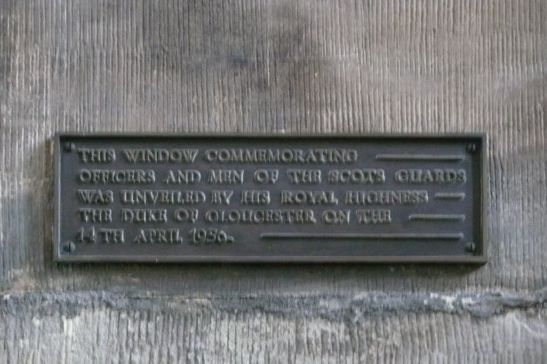 THIS WINDOW COMMEMORATING
OFFICERS AND MEN OF THE SCOTS GUARDS
WAS UNVEILED BY HIS ROYAL HIGHNESS
THE DUKE OF GLOUCESTER ON THE
14TH APRIL 1956.